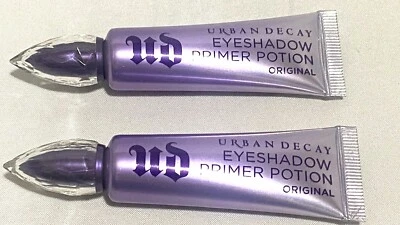 UD
URBAN DECAY
EYESHADOW
PRIMER POTION
ORIGINAL
UD
URBAN DECAY
EYESHADOW
PRIMER POTION
ORIGINAL